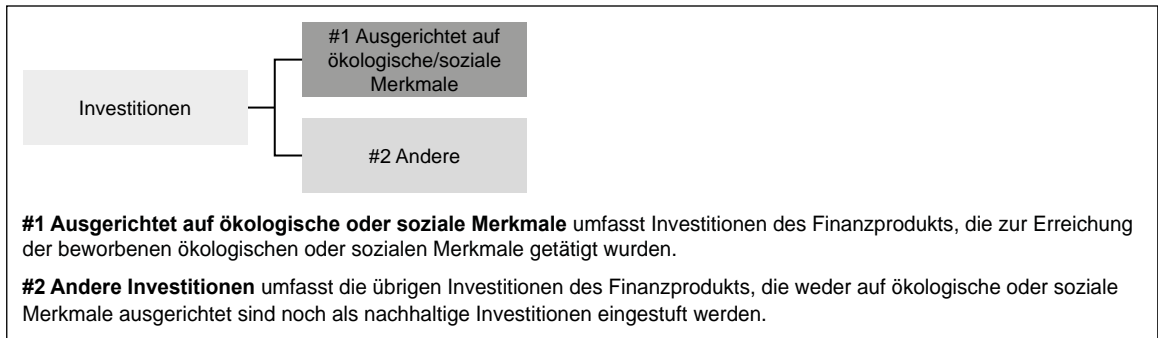 #1 Ausgerichtet auf
ökologische/soziale
Merkmale
Investitionen
#2 Andere
#1 Ausgerichtet auf ökologische oder soziale Merkmale umfasst Investitionen des Finanzprodukts, die zur Erreichung
der beworbenen ökologischen oder sozialen Merkmale getätigt wurden.
#2 Andere Investitionen umfasst die übrigen Investitionen des Finanzprodukts, die weder auf ökologische oder soziale
Merkmale ausgerichtet sind noch als nachhaltige Investitionen eingestuft werden.